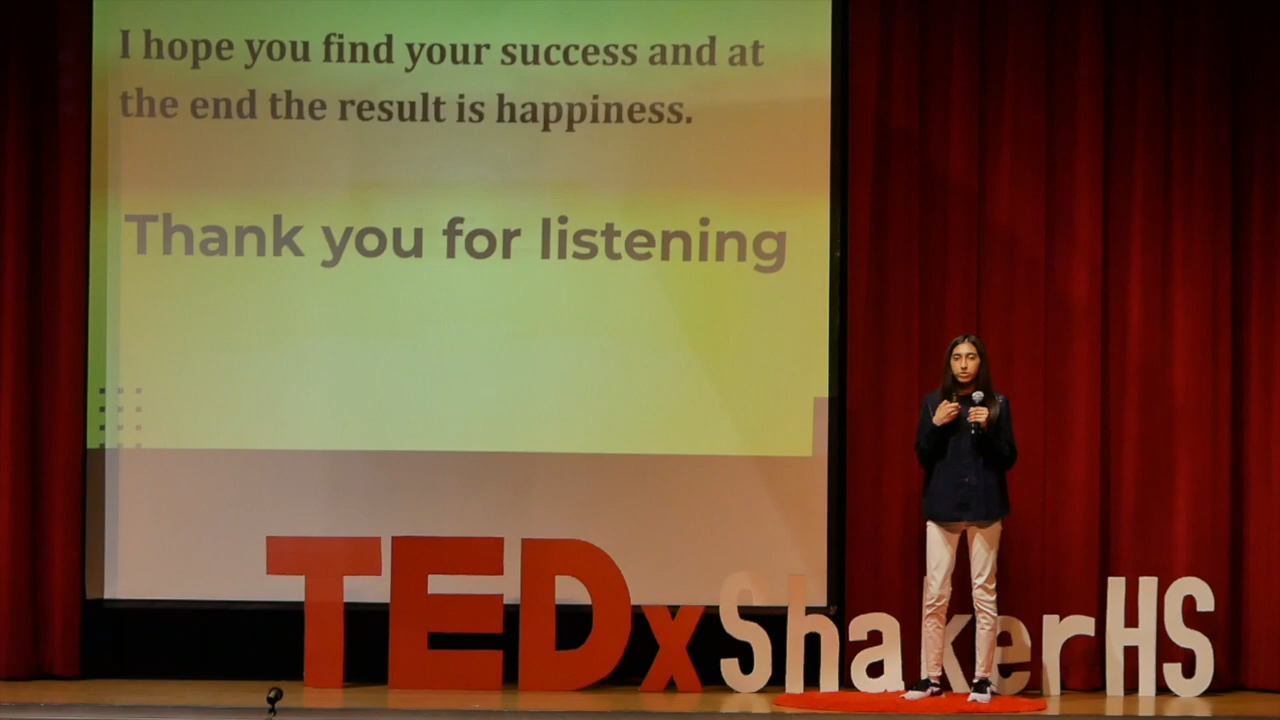 I hope you find your success and at
the end the result is happiness.
Thank you for listening
TEDxShakerHS